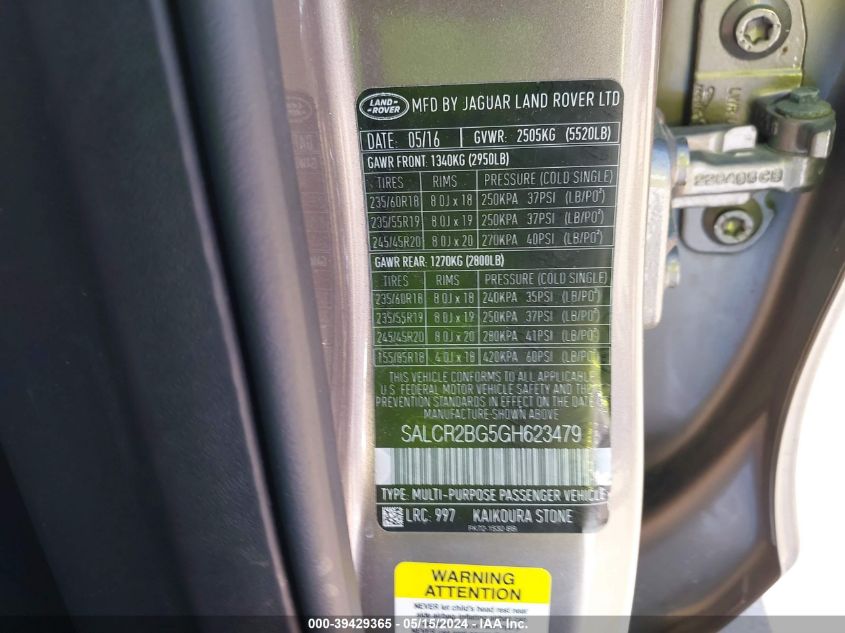 LAND-ROVER MFD BY JAGUAR LAND ROVER LTD
DATE: 05/16 GVWR: 2505KG (5520LB)
GAWR FRONT: 1340KG (2950LB)
TIRES RIMS PRESSURE (COLD SINGLE)
235/60R18 8.0J x 18 250KPA 37PSI (LB/PO²)
235/55R19 8.0J x 19 250KPA 37PSI (LB/PO²)
245/45R20 8.0J x 20 270KPA 40PSI (LB/PO²)
GAWR REAR: 1270KG (2800LB)
TIRES RIMS PRESSURE (COLD SINGLE)
235/60R18 8.0J x 18 240KPA 35PSI (LB/PO²)
235/55R19 8.0J x 19 250KPA 37PSI (LB/PO²)
245/45R20 8.0J x 20 280KPA 41PSI (LB/PO²)
155/85R18 4.0J x 18 420KPA 60PSI (LB/PO²)
THIS VEHICLE CONFORMS TO ALL APPLICABLE
U.S. FEDERAL MOTOR VEHICLE SAFETY AND THEFT
PREVENTION STANDARDS IN EFFECT ON THE DATE OF
MANUFACTURE SHOWN ABOVE
SALCR2BG5GH623479
TYPE: MULTI-PURPOSE PASSENGER VEHICLE
LRC: 997 KAIKOURA STONE
WARNING
ATTENTION
NEVER let child's head rest near
000-39429365 - 05/15/2024 - IAA Inc.